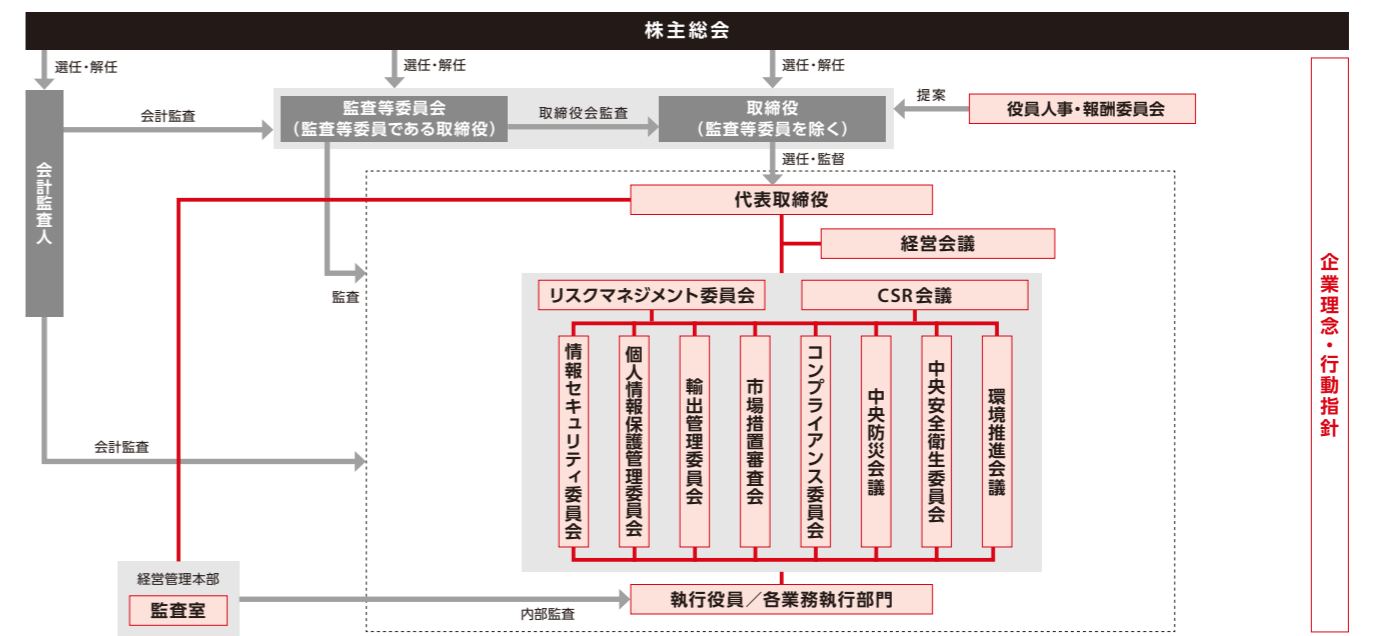 株主総会
選任・解任
選任・解任
選任・解任
会計監査人
会計監査
監査等委員会
(監査等委員である取締役)
取締役会監査
取締役
(監査等委員を除く)
提案
役員人事・報酬委員会
選任・監督
代表取締役
経営会議
監査
リスクマネジメント委員会
CSR会議
情報セキュリティ委員会
個人情報保護管理委員会
輸出管理委員会
市場措置審査会
コンプライアンス委員会
中央防災会議
中央安全衛生委員会
環境推進会議
会計監査
経営管理本部
監査室
内部監査
執行役員/各業務執行部門
企業理念・行動指針